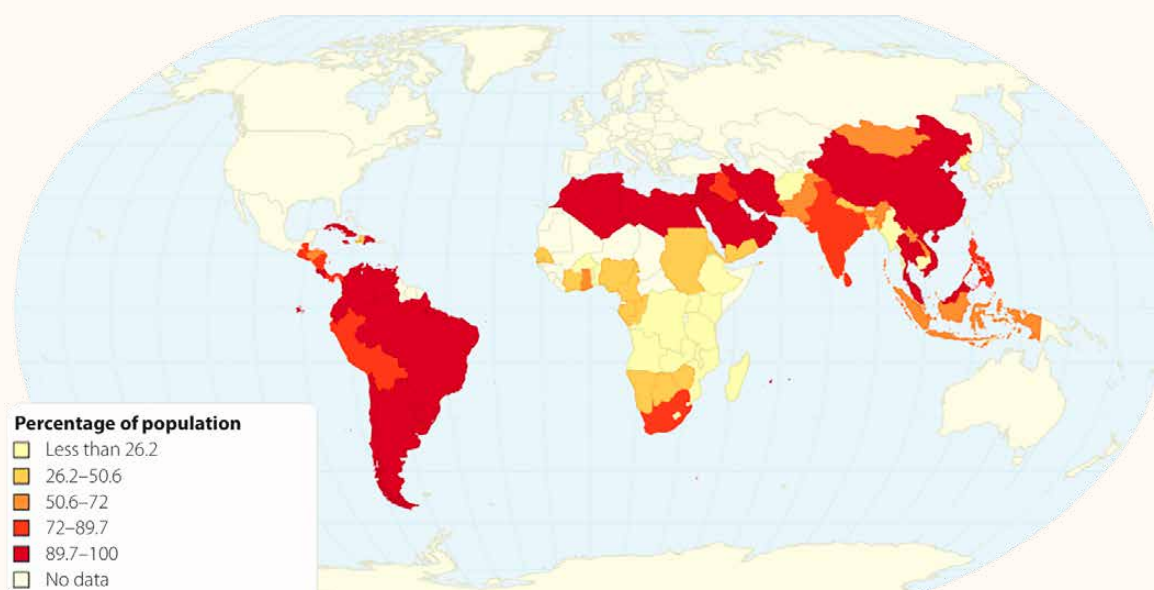 Percentage of population
Less than 26.2
26.2–50.6
50.6–72
72–89.7
89.7–100
No data